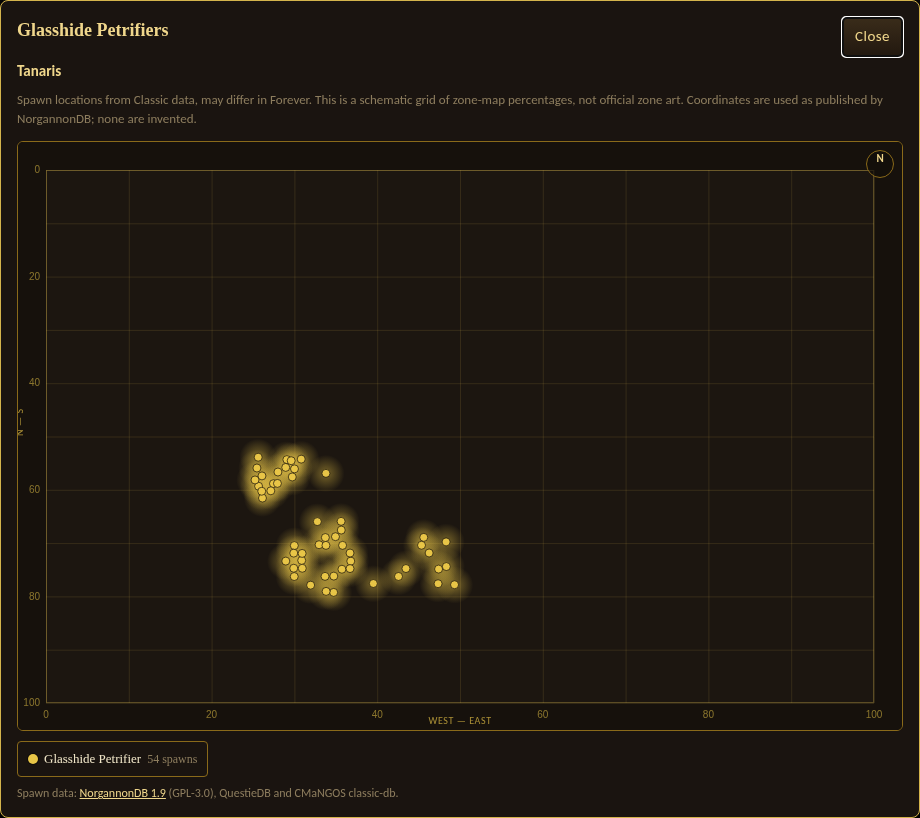 Glasshide Petrifiers
Close
Tanaris
Spawn locations from Classic data, may differ in Forever. This is a schematic grid of zone-map percentages, not official zone art. Coordinates are used as published by
NorgannonDB; none are invented.
N
0
20
40
N — S
60
80
100
0
20
40
60
80
100
WEST — EAST
Glasshide Petrifier 54 spawns
Spawn data: NorgannonDB 1.9 (GPL-3.0), QuestieDB and CMaNGOS classic-db.